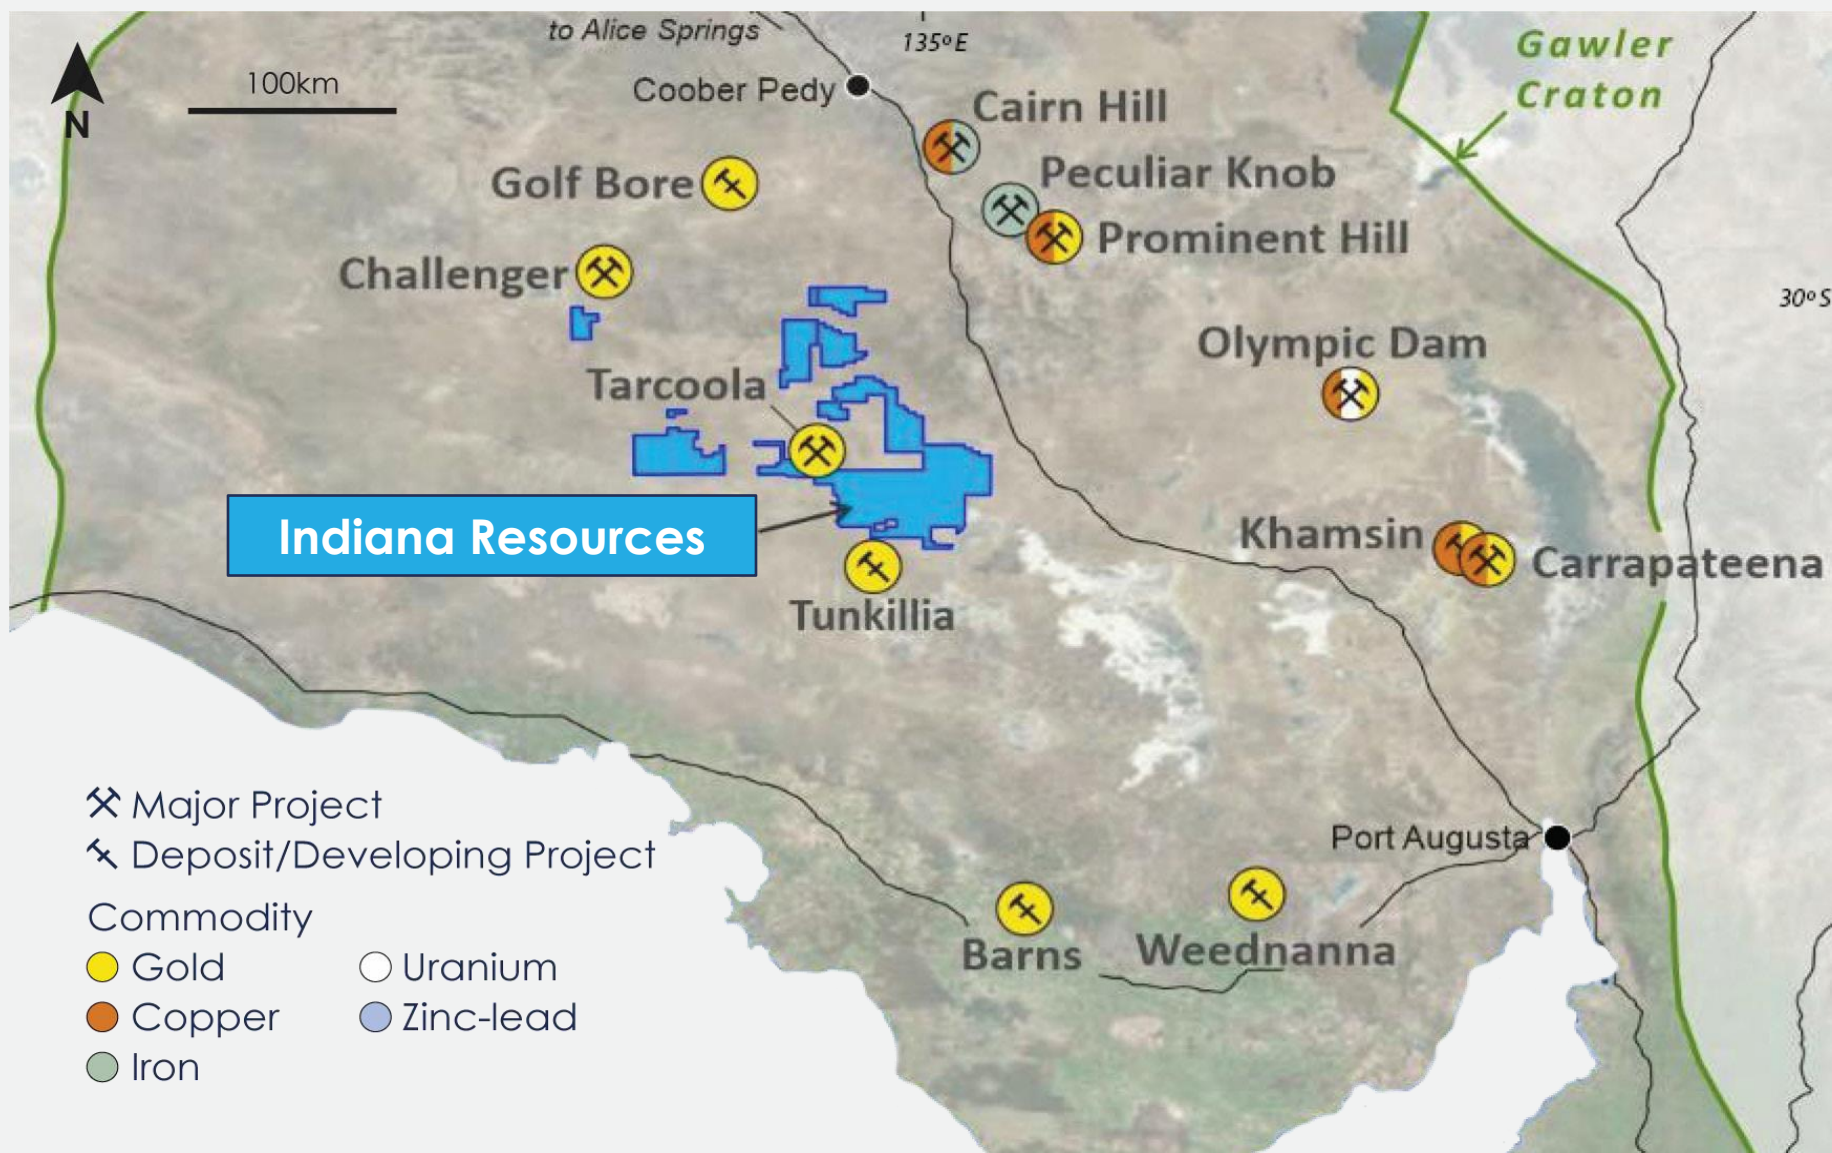 to Alice Springs
135ºE
Gawler
Craton
100km
Coober Pedy
N
Cairn Hill
Peculiar Knob
Golf Bore
Prominent Hill
Challenger
30ºS
Olympic Dam
Tarcoola
Indiana Resources
Khamsin
Carrapateena
Tunkillia
Major Project
Deposit/Developing Project
Port Augusta
Commodity
Barns
Weednanna
Gold
Uranium
Copper
Zinc-lead
Iron